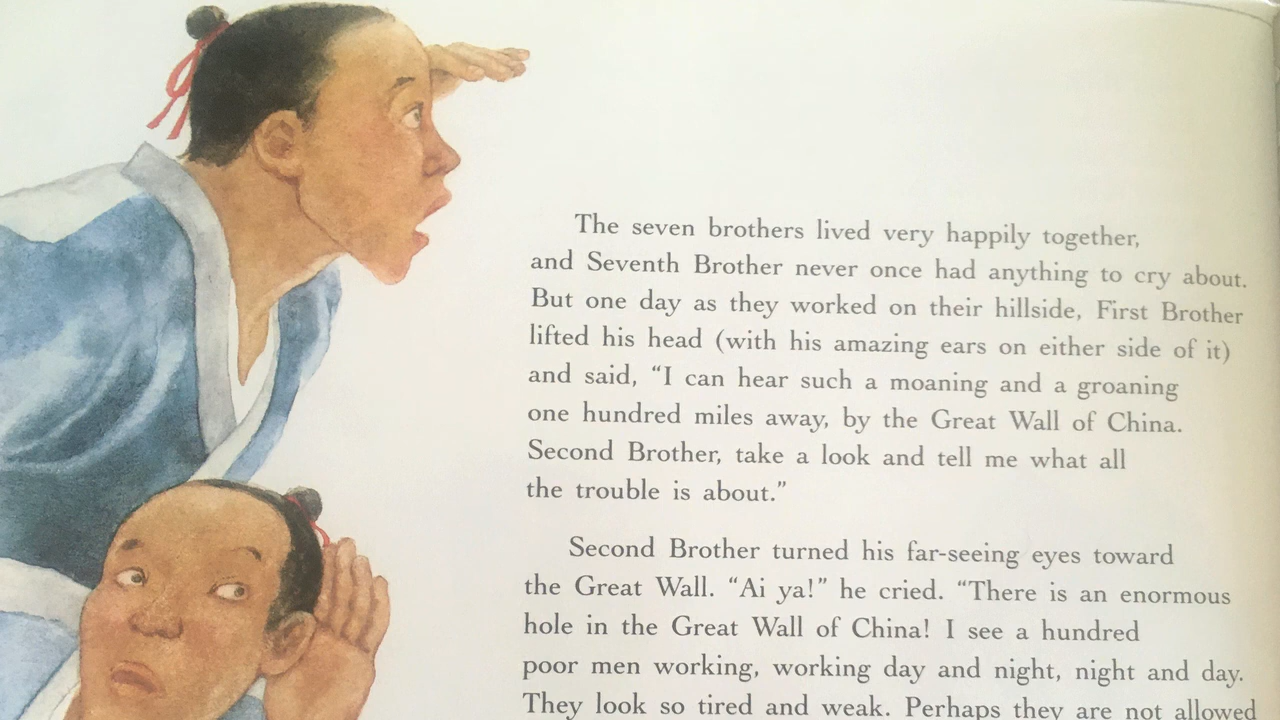 The seven brothers lived very happily together,
and Seventh Brother never once had anything to cry about.
But one day as they worked on their hillside, First Brother
lifted his head (with his amazing ears on either side of it)
and said, “I can hear such a moaning and a groaning
one hundred miles away, by the Great Wall of China.
Second Brother, take a look and tell me what all
the trouble is about.”
Second Brother turned his far-seeing eyes toward
the Great Wall. “Ai ya!” he cried. “There is an enormous
hole in the Great Wall of China! I see a hundred
poor men working, working day and night, night and day.
They look so tired and weak. Perhaps they are not allowed